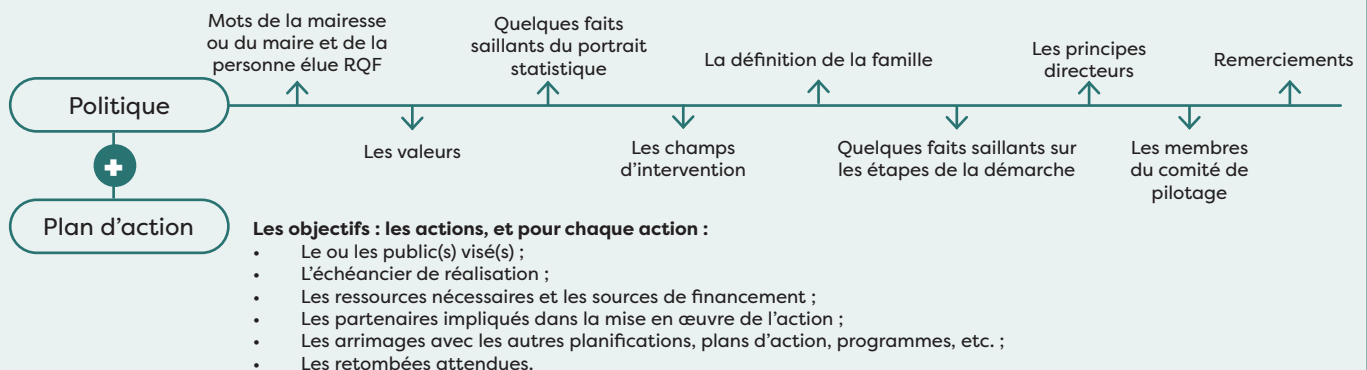 Mots de la mairesse
ou du maire et de la
personne élue RQF
Quelques faits
saillants du portrait
statistique
La définition de la famille
Les principes
directeurs
Remerciements
Politique
Les valeurs
Les champs
d'intervention
Quelques faits saillants sur
les étapes de la démarche
Les membres
du comité de
pilotage
+
Plan d'action
Les objectifs : les actions, et pour chaque action :
• Le ou les public(s) visé(s) ;
• L'échéancier de réalisation ;
• Les ressources nécessaires et les sources de financement ;
• Les partenaires impliqués dans la mise en œuvre de l'action ;
• Les arrimages avec les autres planifications, plans d'action, programmes, etc. ;
• Les retombées attendues.